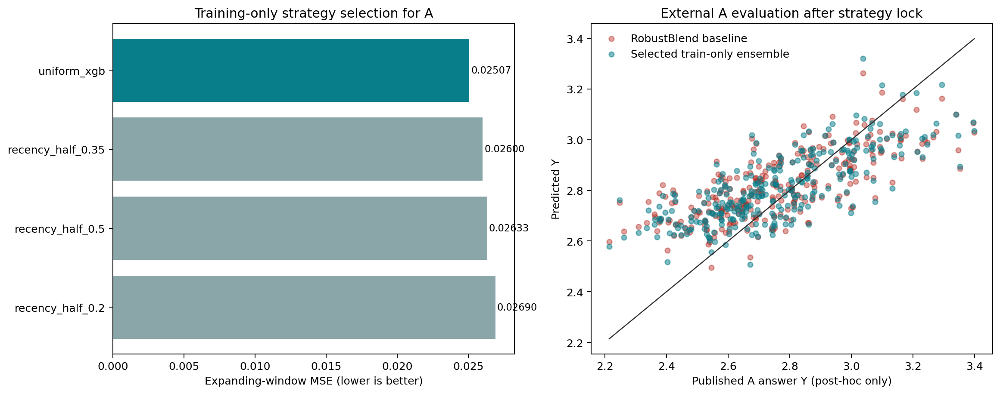 Training-only strategy selection for A
uniform_xgb
0.02507
recency_half_0.35
0.02600
recency_half_0.5
0.02633
recency_half_0.2
0.02690
0.000 0.005 0.010 0.015 0.020 0.025
Expanding-window MSE (lower is better)
External A evaluation after strategy lock
RobustBlend baseline
Selected train-only ensemble
Predicted Y
3.4
3.2
3.0
2.8
2.6
2.4
2.2
2.2 2.4 2.6 2.8 3.0 3.2 3.4
Published A answer Y (post-hoc only)